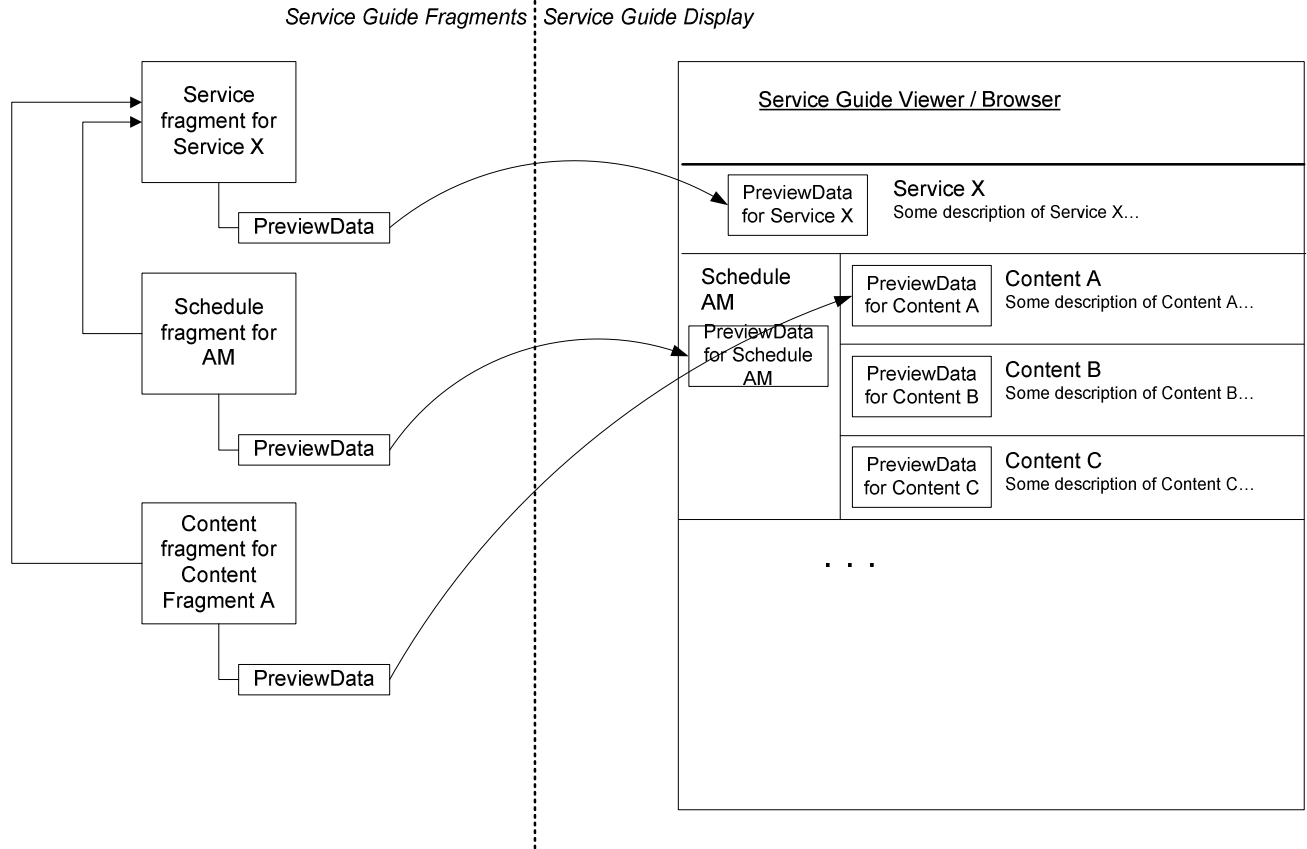 Service Guide Fragments
Service Guide Display
Service
fragment for
Service X
PreviewData
Schedule
fragment for
AM
PreviewData
Content
fragment for
Content
Fragment A
PreviewData
Service Guide Viewer / Browser
PreviewData
for Service X
Service X
Some description of Service X…
Schedule
AM
PreviewData
for Schedule
AM
PreviewData
for Content A
Content A
Some description of Content A…
PreviewData
for Content B
Content B
Some description of Content B…
PreviewData
for Content C
Content C
Some description of Content C…
. . .